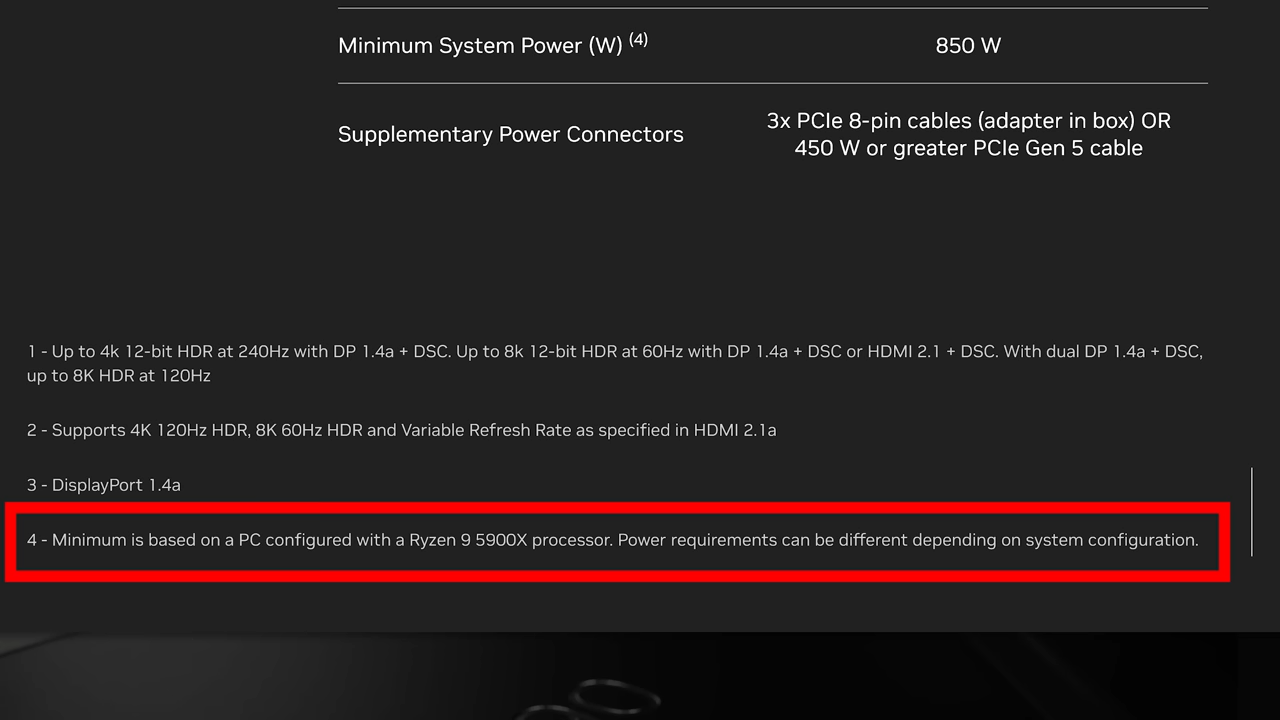 Minimum System Power (W) (4)
850 W
Supplementary Power Connectors
3x PCIe 8-pin cables (adapter in box) OR
450 W or greater PCIe Gen 5 cable
1 - Up to 4k 12-bit HDR at 240Hz with DP 1.4a + DSC. Up to 8k 12-bit HDR at 60Hz with DP 1.4a + DSC or HDMI 2.1 + DSC. With dual DP 1.4a + DSC,
up to 8K HDR at 120Hz
2 - Supports 4K 120Hz HDR, 8K 60Hz HDR and Variable Refresh Rate as specified in HDMI 2.1a
3 - DisplayPort 1.4a
4 - Minimum is based on a PC configured with a Ryzen 9 5900X processor. Power requirements can be different depending on system configuration.